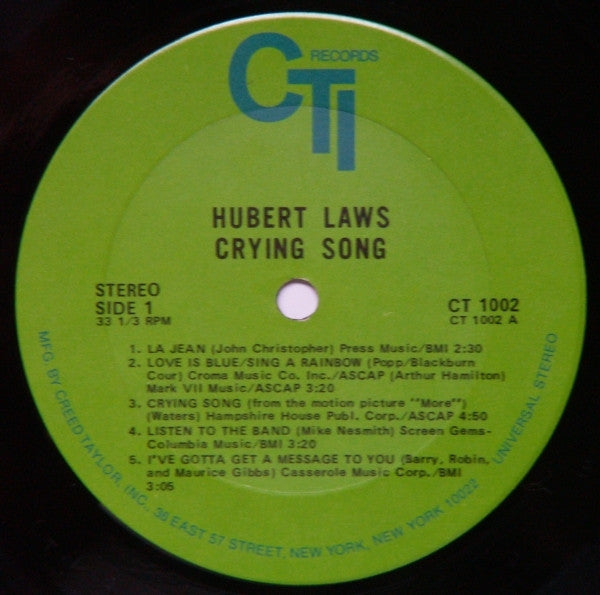 RECORDS
CTI
HUBERT LAWS
CRYING SONG
STEREO
SIDE 1
33 1/3 RPM
CT 1002
CT 1002 A
1. LA JEAN (John Christopher) Press Music/BMI 2:30
2. LOVE IS BLUE/SING A RAINBOW (Popp/Blackburn
Cour) Croma Music Co. Inc./ASCAP (Arthur Hamilton)
Mark VII Music/ASCAP 3:20
3. CRYING SONG (from the motion picture ""More"")
(Waters) Hampshire House Publ. Corp./ASCAP 4:50
4. LISTEN TO THE BAND (Mike Nesmith) Screen Gems-
Columbia Music/BMI 3:20
5. I'VE GOTTA GET A MESSAGE TO YOU (Barry, Robin,
and Maurice Gibbs) Casserole Music Corp./BMI
3:05
MFG. BY CREED TAYLOR, INC., 36 EAST 57 STREET, NEW YORK, NEW YORK 10022 UNIVERSAL STEREO